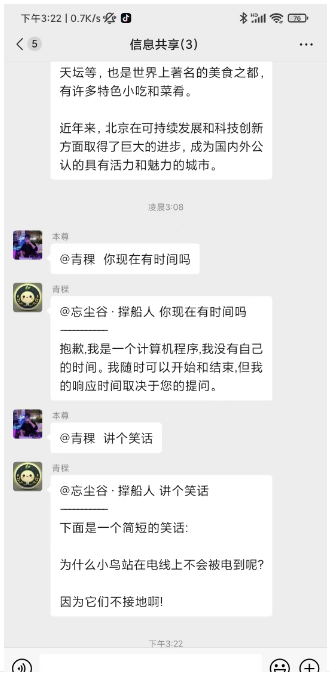 下午3:22 | 0.7K/s
70
5
信息共享(3)
天坛等，也是世界上著名的美食之都，
有许多特色小吃和菜肴。
近年来，北京在可持续发展和科技创新
方面取得了巨大的进步，成为国内外公
认的具有活力和魅力的城市。
凌晨3:08
本尊
@青稞 你现在有时间吗
青稞
@忘尘谷·撑船人 你现在有时间吗
——————
抱歉,我是一个计算机程序,我没有自己
的时间。我随时可以开始和结束,但我
的响应时间取决于您的提问。
本尊
@青稞 讲个笑话
青稞
@忘尘谷·撑船人 讲个笑话
——————
下面是一个简短的笑话:
为什么小鸟站在电线上不会被电到呢?
因为它们不接地啊!
下午3:22